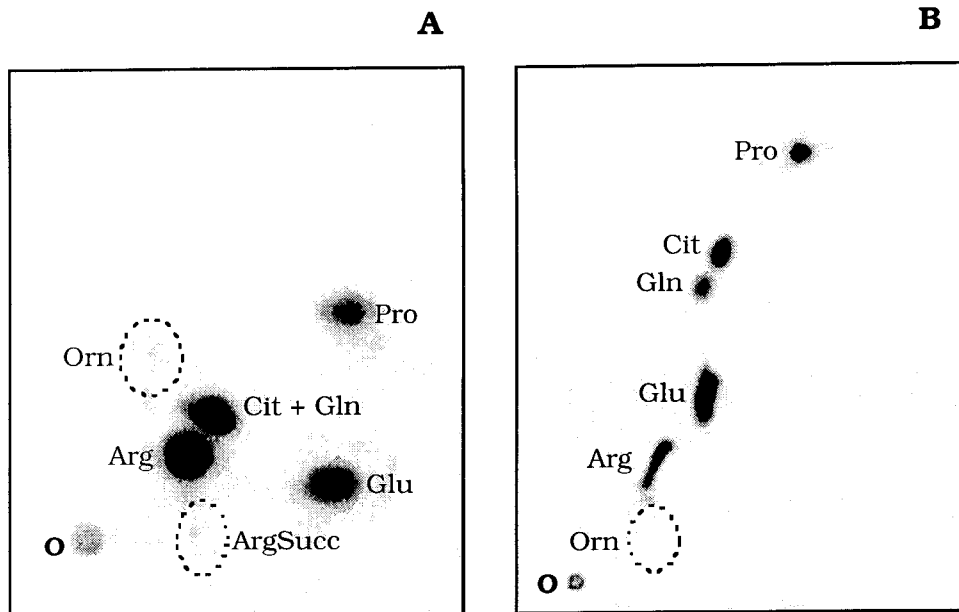 A
Pro
Orn
Cit + Gln
Arg
Glu
ArgSucc
O
B
Pro
Cit
Gln
Glu
Arg
Orn
O